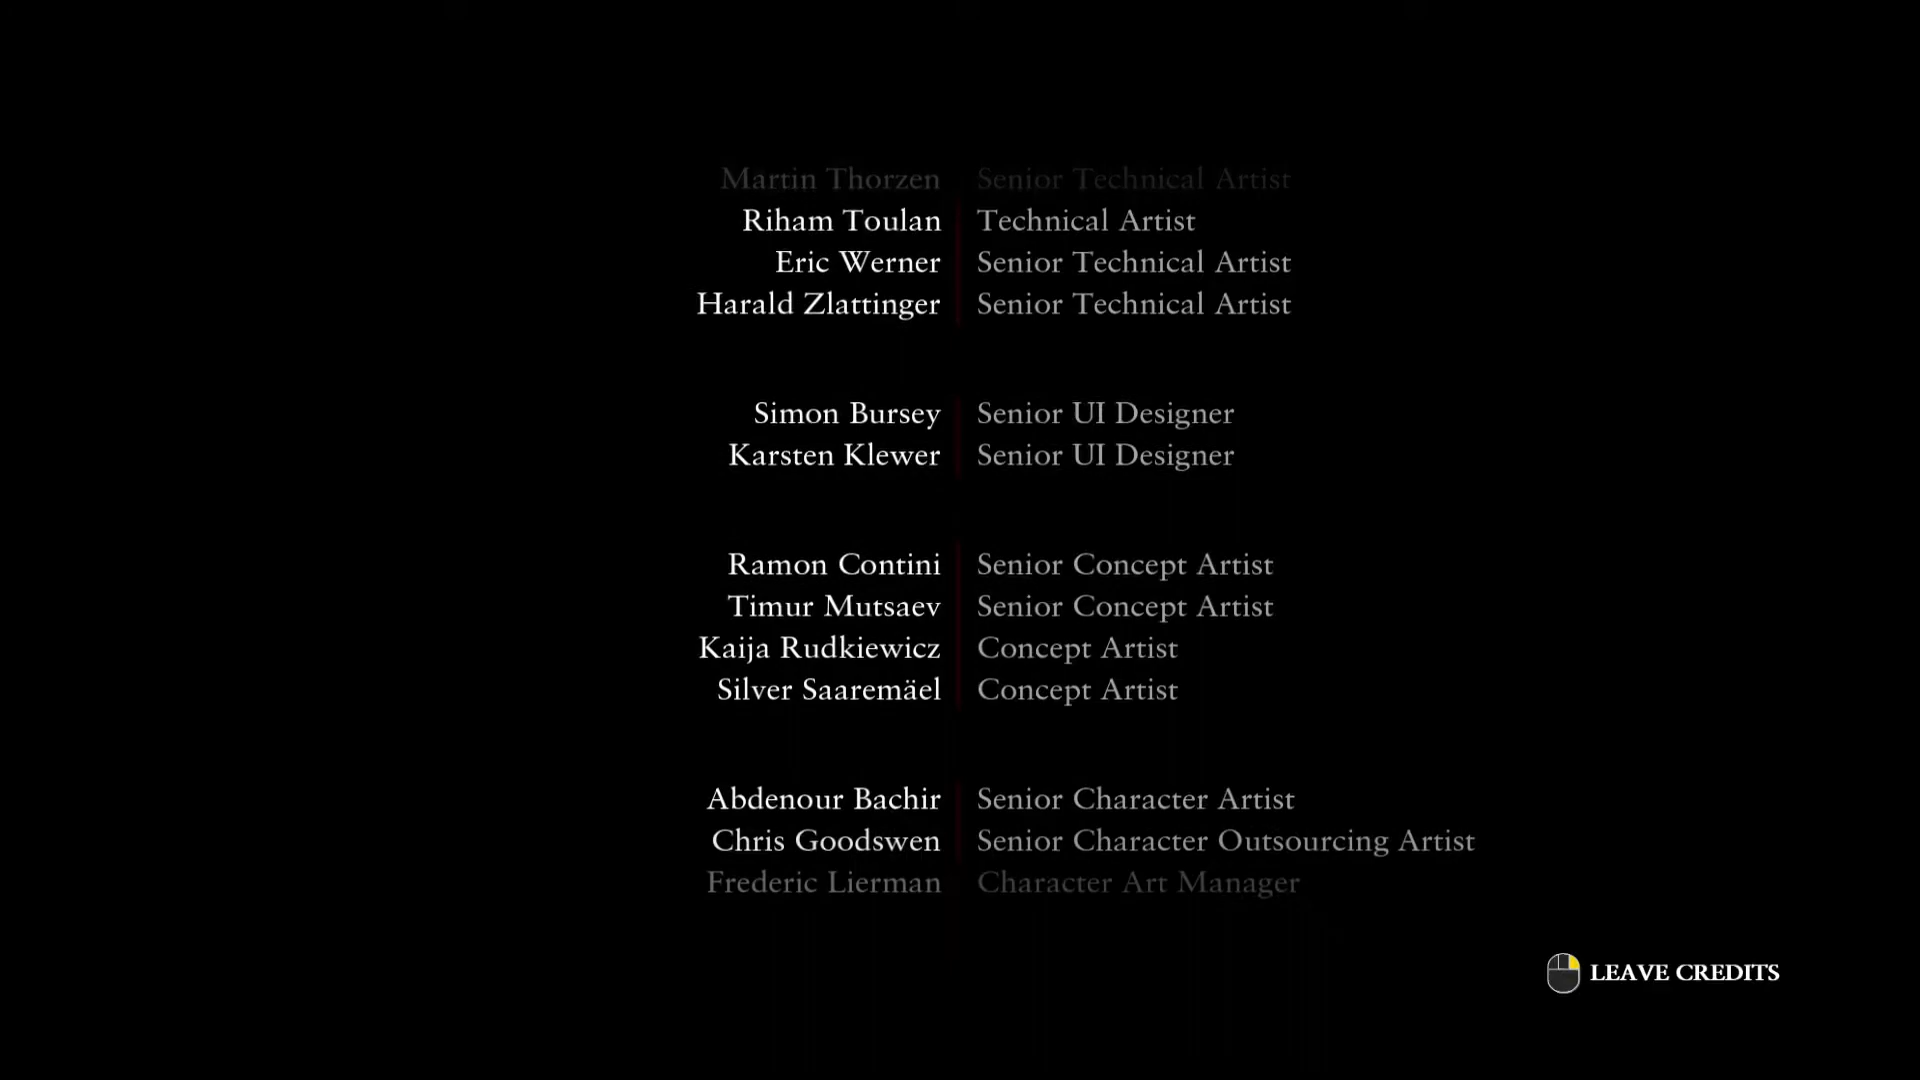 Martin Thorzen Senior Technical Artist
Riham Toulan Technical Artist
Eric Werner Senior Technical Artist
Harald Zlattinger Senior Technical Artist
Simon Bursey Senior UI Designer
Karsten Klewer Senior UI Designer
Ramon Contini Senior Concept Artist
Timur Mutsaev Senior Concept Artist
Kaija Rudkiewicz Concept Artist
Silver Saaremäel Concept Artist
Abdenour Bachir Senior Character Artist
Chris Goodswen Senior Character Outsourcing Artist
Frederic Lierman Character Art Manager
LEAVE CREDITS